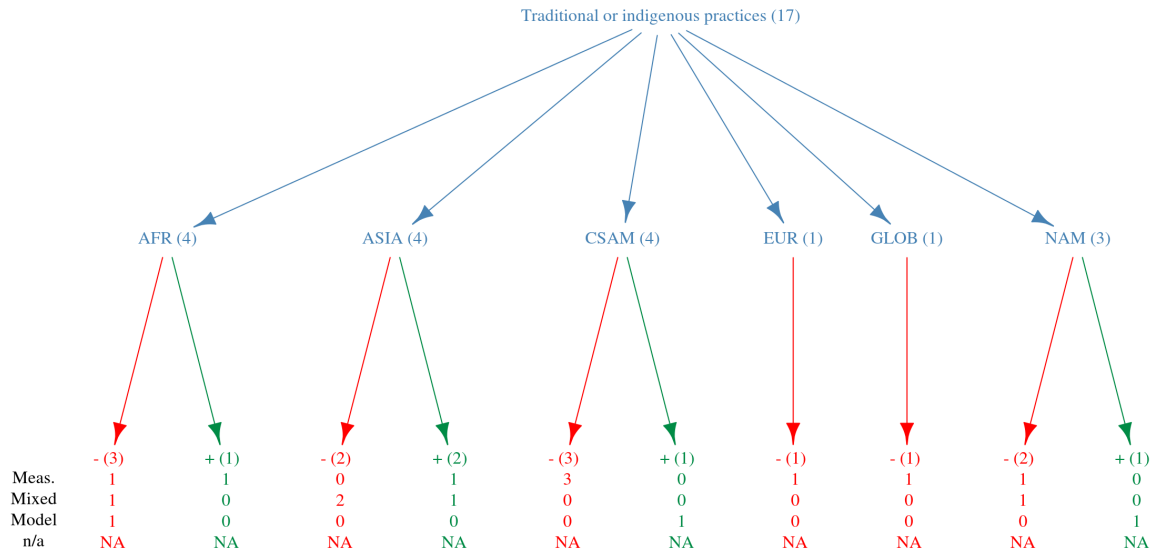 Traditional or indigenous practices (17)
AFR (4) ASIA (4) CSAM (4) EUR (1) GLOB (1) NAM (3)
- (3) + (1) - (2) + (2) - (3) + (1) - (1) - (1) - (2) + (1)
Meas. 1 1 0 1 3 0 1 1 1 0
Mixed 1 0 2 1 0 0 0 0 1 0
Model 1 0 0 0 0 1 0 0 0 1
n/a NA NA NA NA NA NA NA NA NA NA